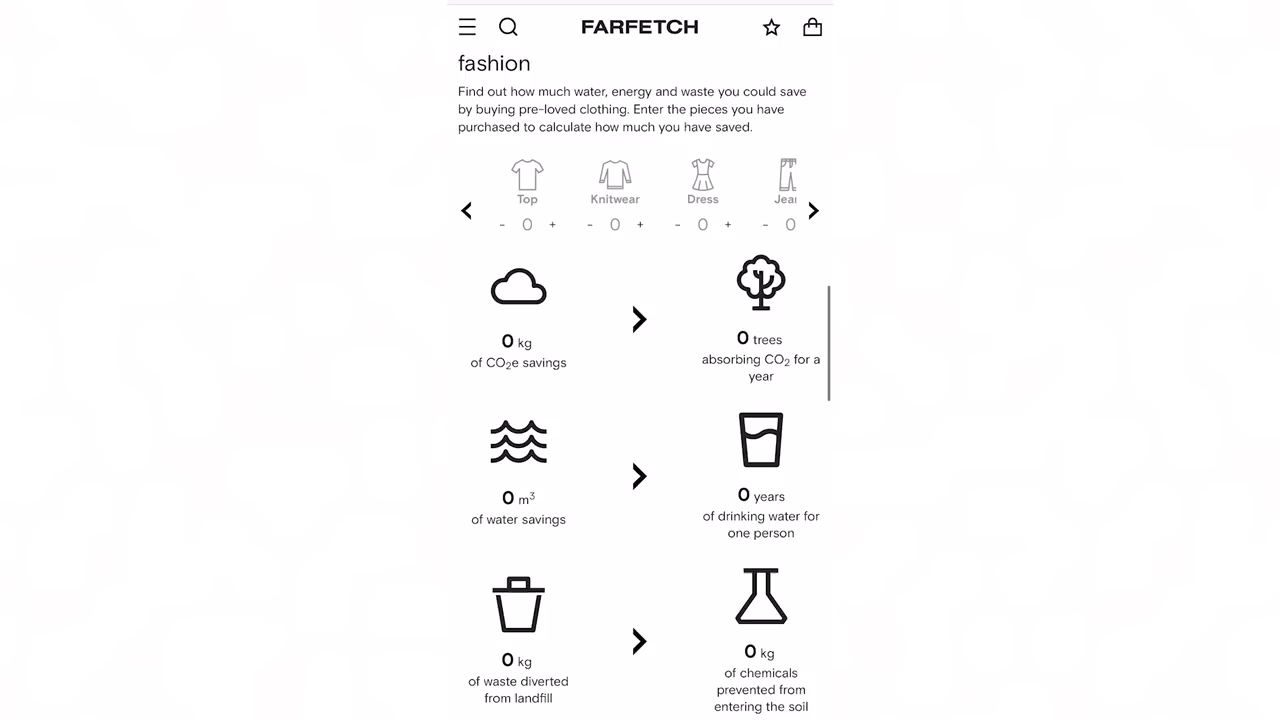 FARFETCH
fashion
Find out how much water, energy and waste you could save
by buying pre-loved clothing. Enter the pieces you have
purchased to calculate how much you have saved.
Top Knitwear Dress Jear
- 0 + - 0 + - 0 + - 0
0 kg
of CO₂e savings
0 trees
absorbing CO₂ for a
year
0 m³
of water savings
0 years
of drinking water for
one person
0 kg
of waste diverted
from landfill
0 kg
of chemicals
prevented from
entering the soil